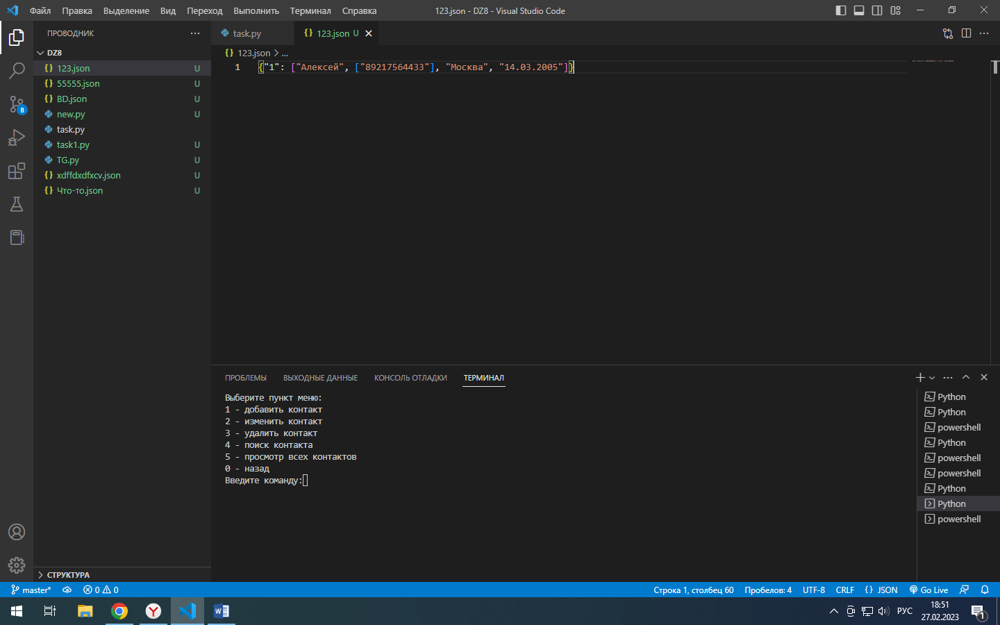 Файл Правка Выделение Вид Переход Выполнить Терминал Справка 123.json - DZ8 - Visual Studio Code
ПРОВОДНИК
DZ8
123.json U
55555.json U
BD.json U
new.py U
task.py
task1.py U
TG.py U
xdffdxdfxcv.json U
Что-то.json U
8
СТРУКТУРА
task.py
123.json U
123.json > ...
1 {"1": ["Алексей", ["89217564433"], "Москва", "14.03.2005"]}
ПРОБЛЕМЫ ВЫХОДНЫЕ ДАННЫЕ КОНСОЛЬ ОТЛАДКИ ТЕРМИНАЛ
Выберите пункт меню:
1 - добавить контакт
2 - изменить контакт
3 - удалить контакт
4 - поиск контакта
5 - просмотр всех контактов
0 - назад
Введите команду:
Python
Python
powershell
Python
powershell
powershell
Python
Python
powershell
master* 0 0 Строка 1, столбец 60 Пробелов: 4 UTF-8 CRLF {} JSON Go Live
РУС
18:51
27.02.2023
1